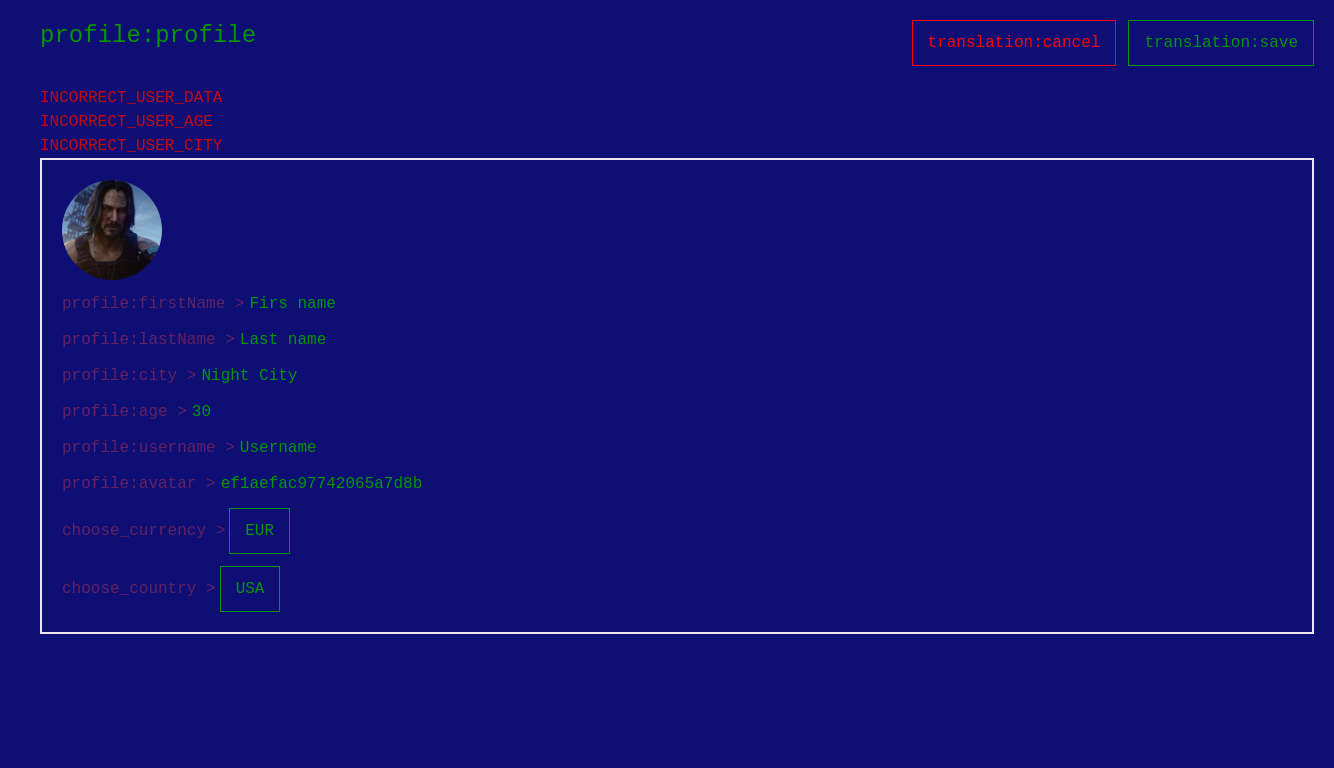 profile:profile
translation:cancel
translation:save
INCORRECT_USER_DATA
INCORRECT_USER_AGE
INCORRECT_USER_CITY
profile:firstName > Firs name
profile:lastName > Last name
profile:city > Night City
profile:age > 30
profile:username > Username
profile:avatar > ef1aefac97742065a7d8b
choose_currency > EUR
choose_country > USA